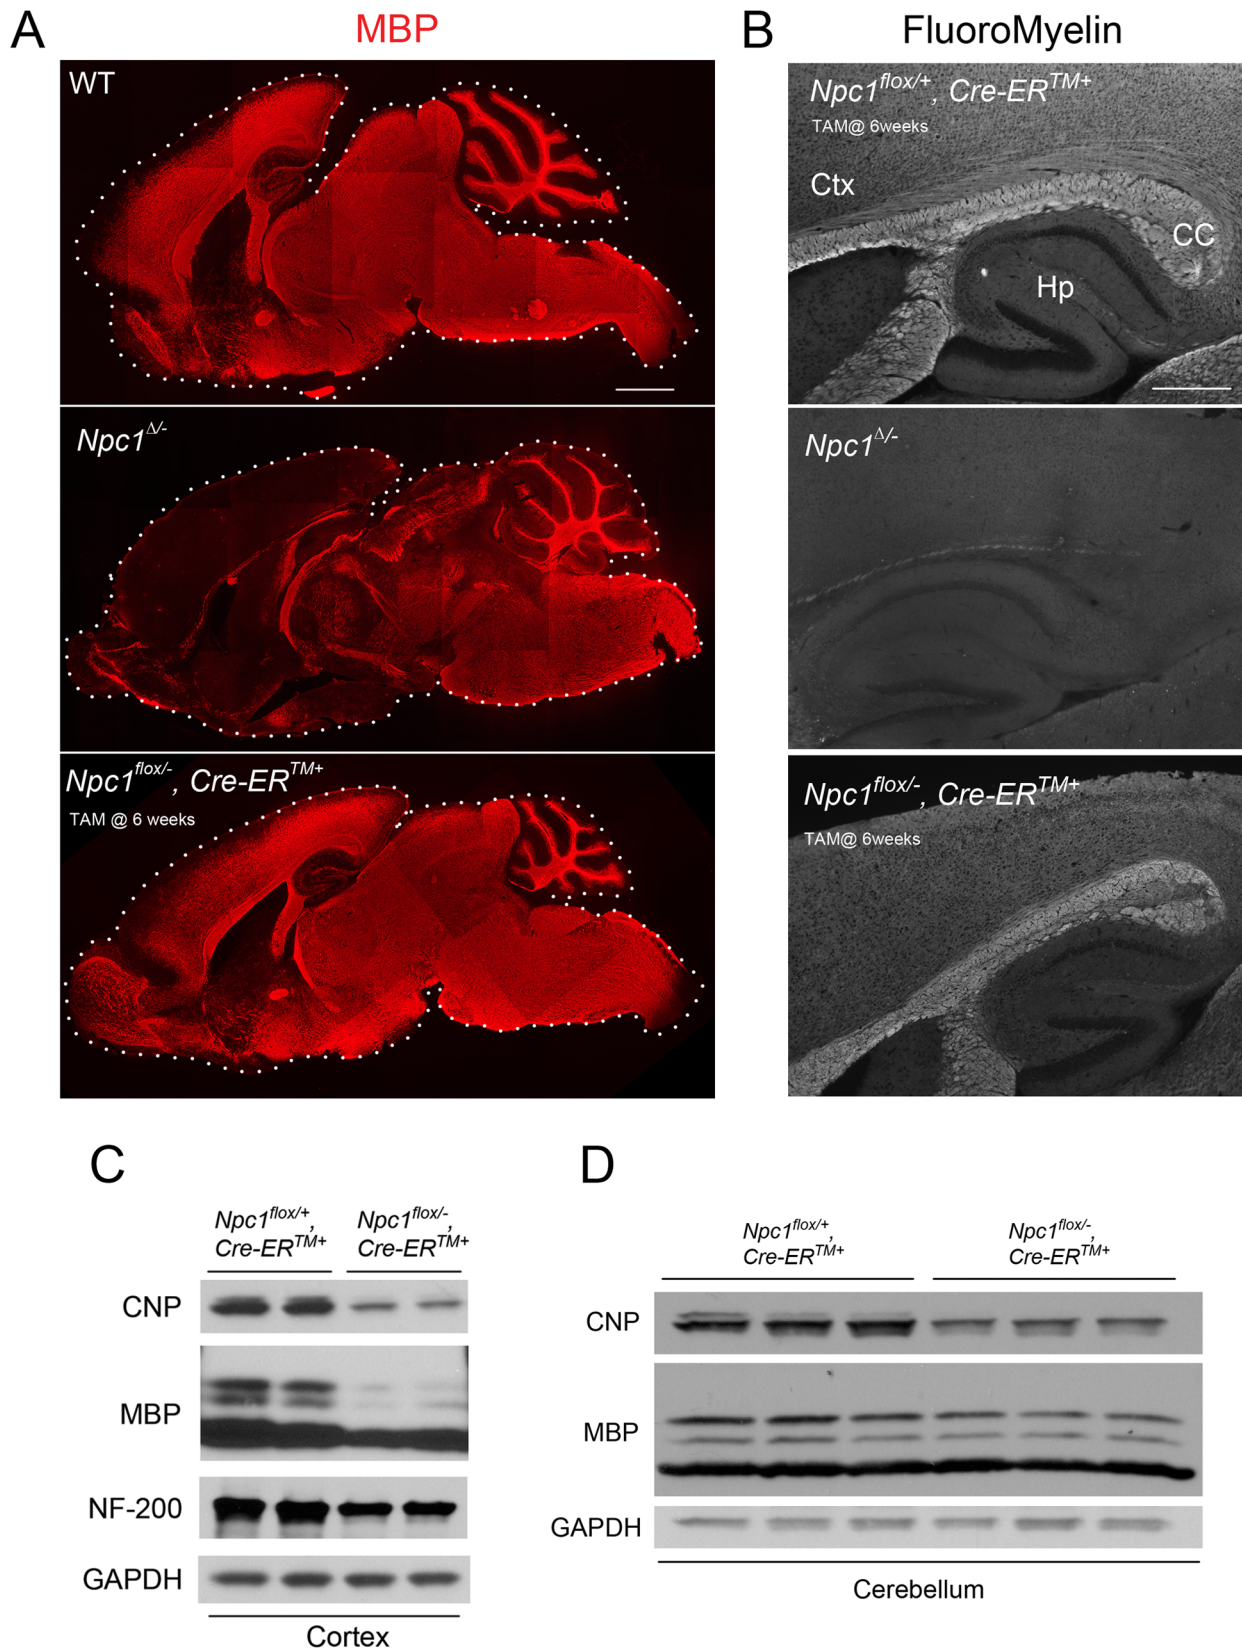 A
MBP
WT
Npc1Δ/-
Npc1flox/-, Cre-ERTM+
TAM @ 6 weeks
B
FluoroMyelin
Npc1flox/+, Cre-ERTM+
TAM@ 6weeks
Ctx
CC
Hp
Npc1Δ/-
Npc1flox/-, Cre-ERTM+
TAM@ 6weeks
C
Npc1flox/+, Npc1flox/-,
Cre-ERTM+ Cre-ERTM+
CNP
MBP
NF-200
GAPDH
Cortex
D
Npc1flox/+, Npc1flox/-,
Cre-ERTM+ Cre-ERTM+
CNP
MBP
GAPDH
Cerebellum